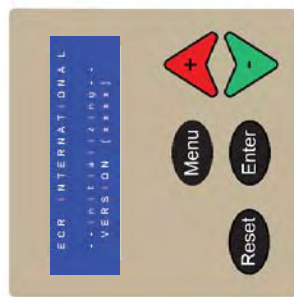 ECR INTERNATIONAL
--initializing--
VERSION [xxxx]
+
-
Menu
Enter
Reset